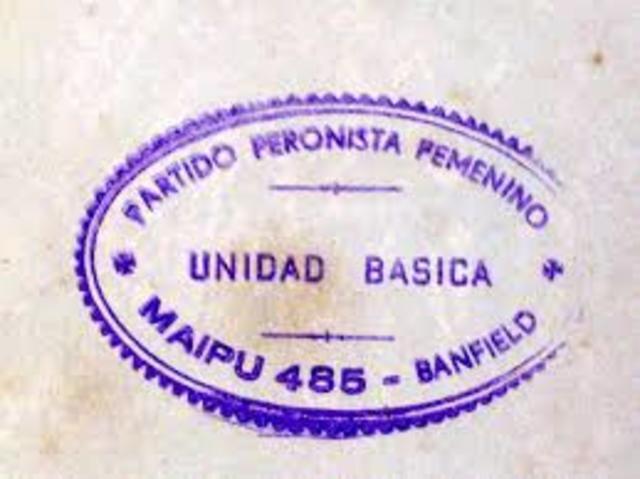 PARTIDO PERONISTA FEMENINO
UNIDAD BASICA
MAIPU 485 - BANFIELD